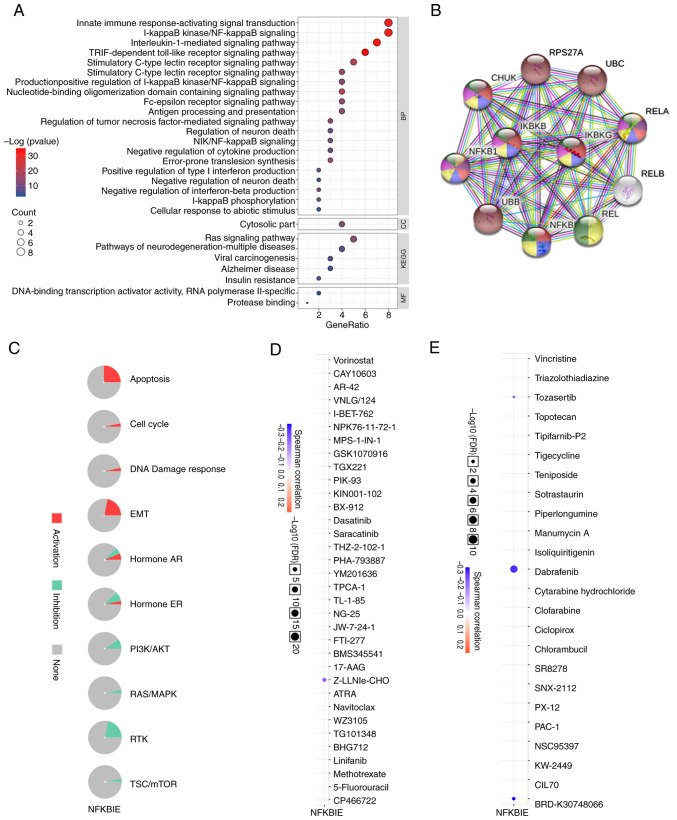 A
Innate immune response-activating signal transduction
I-kappaB kinase/NF-kappaB signaling
Interleukin-1-mediated signaling pathway
TRIF-dependent toll-like receptor signaling pathway
Stimulatory C-type lectin receptor signaling pathway
Stimulatory C-type lectin receptor signaling pathway
Productionpositive regulation of I-kappaB kinase/NF-kappaB signaling
Nucleotide-binding oligomerization domain containing signaling pathway
Fc-epsilon receptor signaling pathway
Antigen processing and presentation
Regulation of tumor necrosis factor-mediated signaling pathway
Regulation of neuron death
NIK/NF-kappaB signaling
Negative regulation of cytokine production
Error-prone translesion synthesis
Positive regulation of type I interferon production
Negative regulation of neuron death
Negative regulation of interferon-beta production
I-kappaB phosphorylation
Cellular response to abiotic stimulus
Cytosolic part
Ras signaling pathway
Pathways of neurodegeneration-multiple diseases
Viral carcinogenesis
Alzheimer disease
Insulin resistance
DNA-binding transcription activator activity, RNA polymerase II-specific
Protease binding
2 4 6 8
GeneRatio
BP
CC
KEGG
MF
–Log (pvalue)
30
20
10
Count
2
4
6
8
B
RPS27A
UBC
CHUK
RELA
IKBKB
IKBKG
NFKB1
RELB
UBB
REL
NFKB
C
Apoptosis
Cell cycle
DNA Damage response
EMT
Hormone AR
Hormone ER
PI3K/AKT
RAS/MAPK
RTK
TSC/mTOR
NFKBIE
Activation
Inhibition
None
D
Vorinostat
CAY10603
AR-42
VNLG/124
I-BET-762
NPK76-11-72-1
MPS-1-IN-1
GSK1070916
TGX221
PIK-93
KIN001-102
BX-912
Dasatinib
Saracatinib
THZ-2-102-1
PHA-793887
YM201636
TPCA-1
TL-1-85
NG-25
JW-7-24-1
FTI-277
BMS345541
17-AAG
Z-LLNle-CHO
ATRA
Navitoclax
WZ3105
TG101348
BHG712
Linifanib
Methotrexate
5-Fluorouracil
CP466722
NFKBIE
Spearman correlation
-0.3
-0.2
-0.1
0.0
0.1
0.2
–Log10 (FDR)
5
10
15
20
E
Vincristine
Triazolothiadiazine
Tozasertib
Topotecan
Tipifarnib-P2
Tigecycline
Teniposide
Sotrastaurin
Piperlongumine
Manumycin A
Isoliquiritigenin
Dabrafenib
Cytarabine hydrochloride
Clofarabine
Ciclopirox
Chlorambucil
SR8278
SNX-2112
PX-12
PAC-1
NSC95397
KW-2449
CIL70
BRD-K30748066
NFKBIE
–Log10 (FDR)
2
4
6
8
10
Spearman correlation
-0.3
-0.2
-0.1
0.0
0.1
0.2